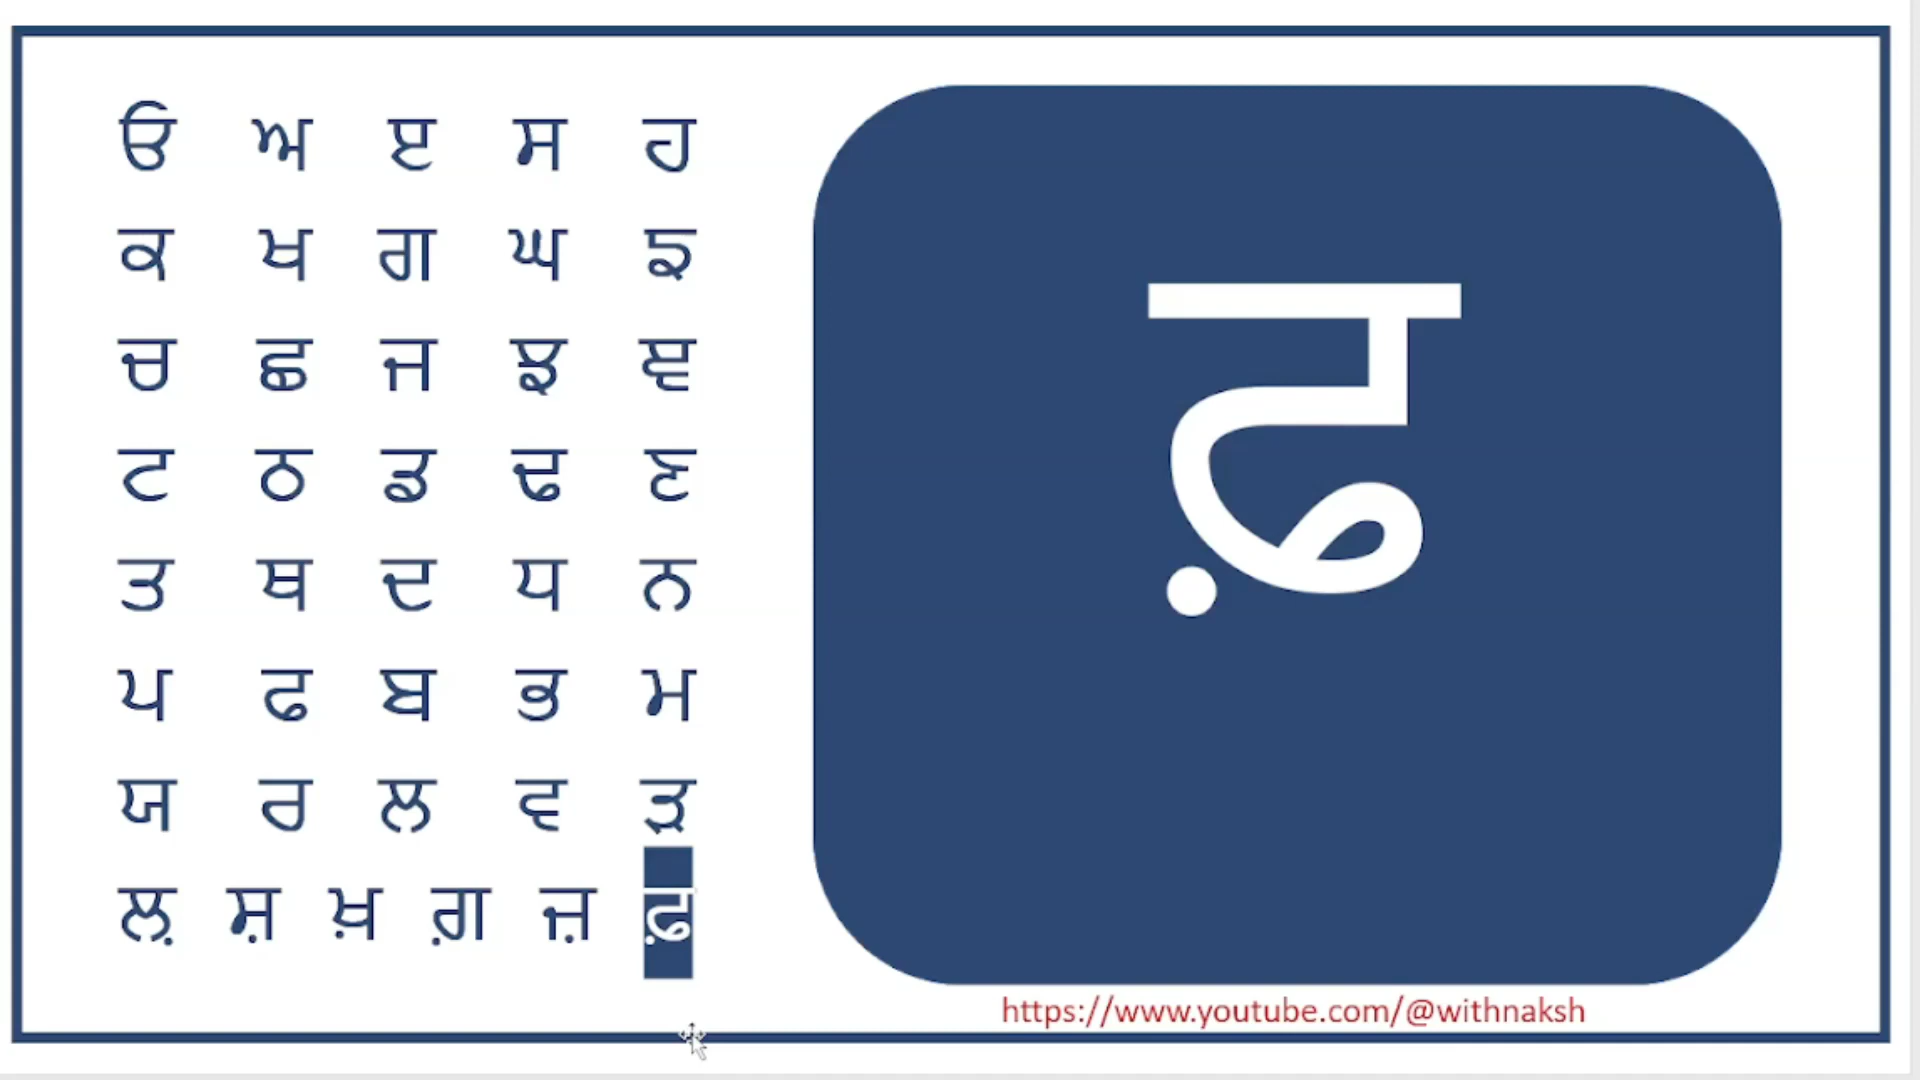 ਓ ਅ ੲ ਸ ਹ
ਕ ਖ ਗ ਘ ਙ
ਚ ਛ ਜ ਝ ਞ
ਟ ਠ ਡ ਢ ਣ
ਤ ਥ ਦ ਧ ਨ
ਪ ਫ ਬ ਭ ਮ
ਯ ਰ ਲ ਵ ੜ
ਲ਼ ਸ਼ ਖ਼ ਗ਼ ਜ਼ ਫ਼
ਫ਼
https://www.youtube.com/@withnaksh